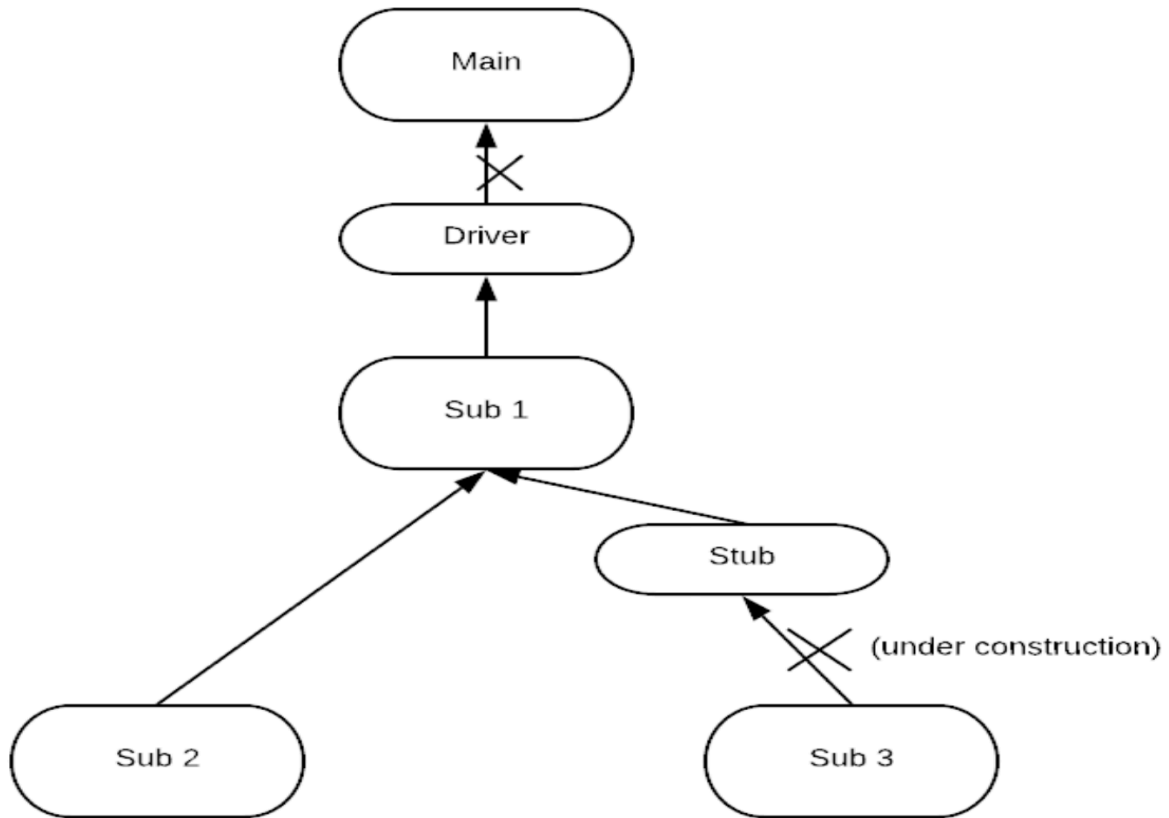 Main
Driver
Sub 1
Stub
(under construction)
Sub 2
Sub 3